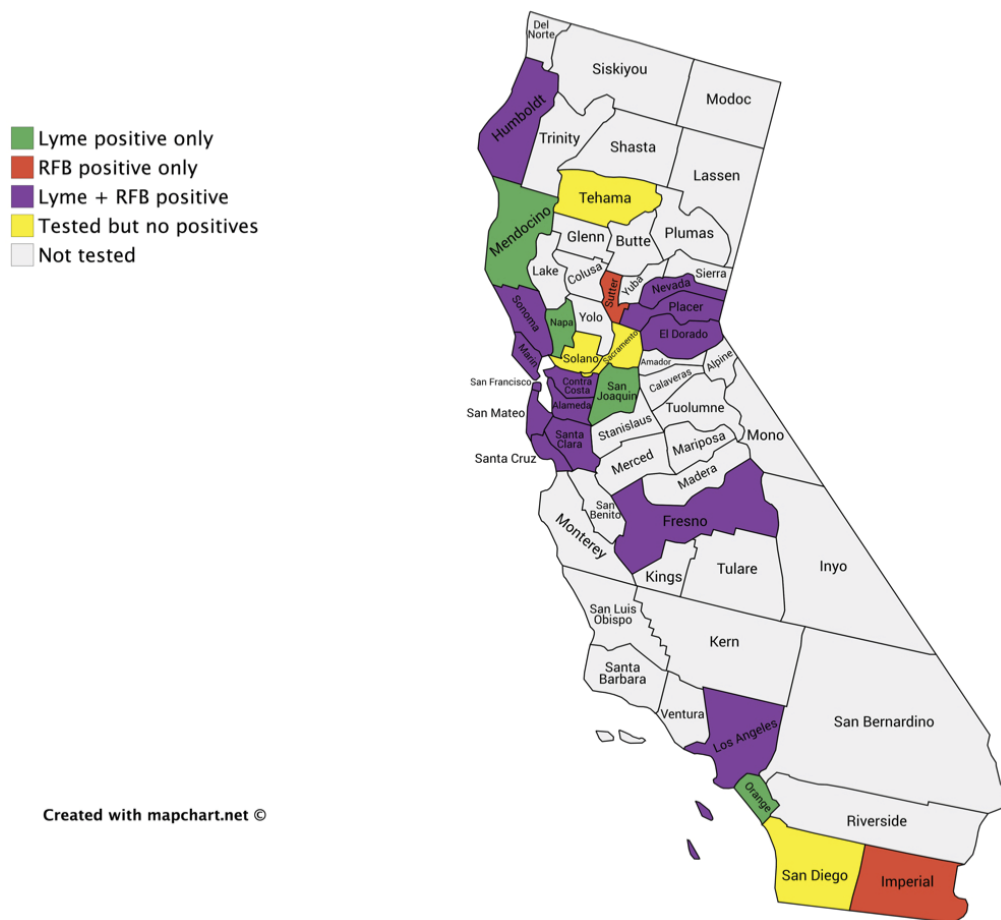 Lyme positive only
RFB positive only
Lyme + RFB positive
Tested but no positives
Not tested
Del
Norte
Siskiyou
Modoc
Humboldt
Trinity
Shasta
Lassen
Tehama
Mendocino
Glenn
Butte
Plumas
Lake
Colusa
Sutter
Yuba
Sierra
Nevada
Placer
Sonoma
Napa
Yolo
El Dorado
Marin
Solano
Sacramento
Amador
Alpine
San Francisco
Contra
Costa
San
Joaquin
Calaveras
Alameda
San Mateo
Tuolumne
Stanislaus
Mono
Santa
Clara
Mariposa
Santa Cruz
Merced
Madera
San
Benito
Fresno
Monterey
Kings
Tulare
Inyo
San Luis
Obispo
Kern
Santa
Barbara
Ventura
Los Angeles
San Bernardino
Orange
Riverside
San Diego
Imperial
Created with mapchart.net ©